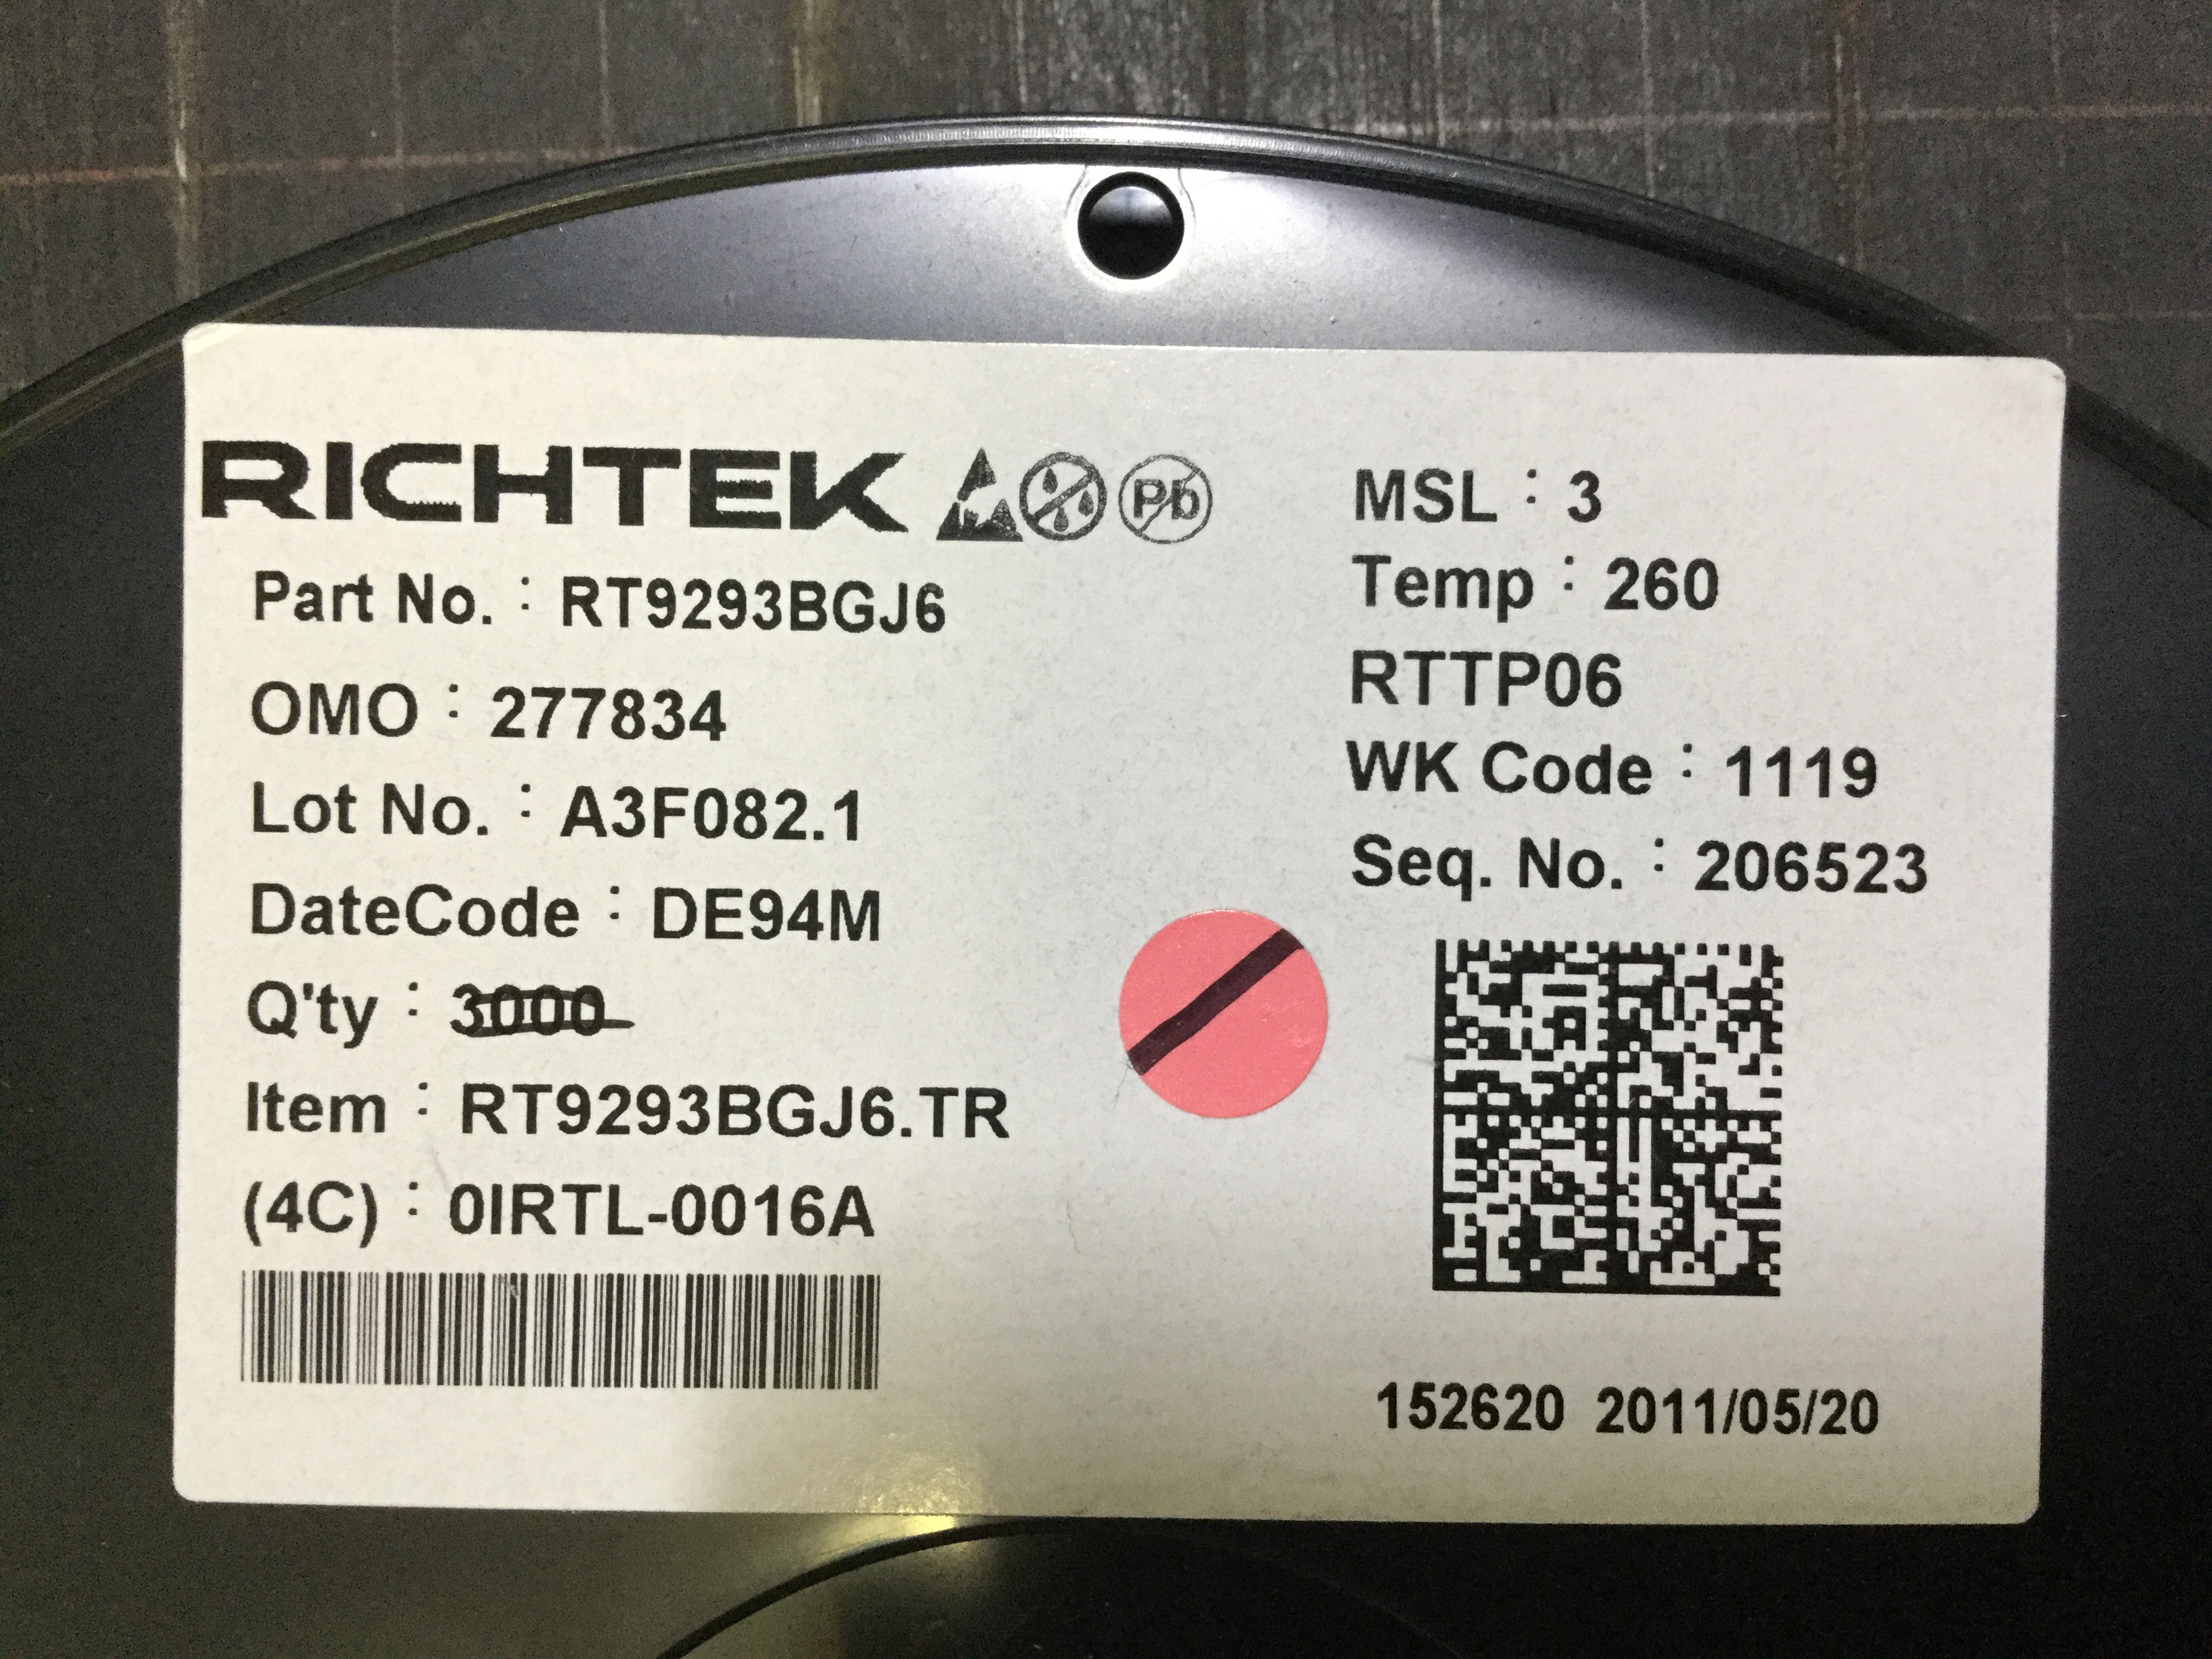 RICHTEK Pb
Part No. : RT9293BGJ6
OMO : 277834
Lot No. : A3F082.1
DateCode : DE94M
Q'ty : 3000
Item : RT9293BGJ6.TR
(4C) : 0IRTL-0016A
MSL : 3
Temp : 260
RTTP06
WK Code : 1119
Seq. No. : 206523
152620 2011/05/20